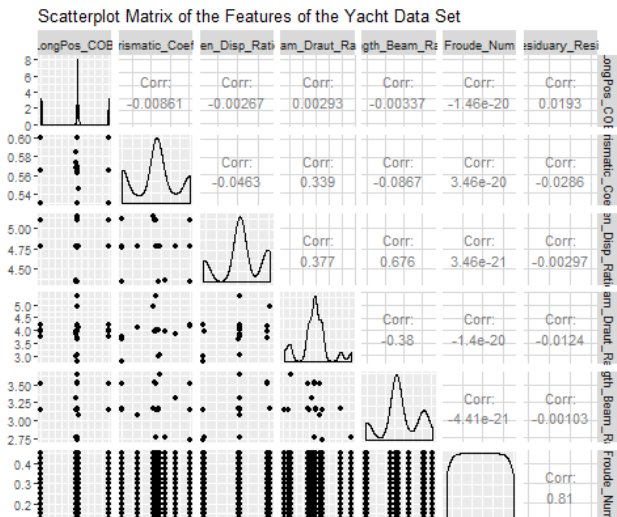 Scatterplot Matrix of the Features of the Yacht Data Set
.ongPos_COB rismatic_Coef en_Disp_Rati am_Draut_Ra gth_Beam_Ra Froude_Num siduary_Resi
8
6
4
2
0
Corr: Corr: Corr: Corr: Corr: Corr:
-0.00861 -0.00267 0.00293 -0.00337 -1.46e-20 0.0193
.ongPos_COB
0.60
0.58
0.56
0.54
Corr: Corr: Corr: Corr: Corr:
-0.0463 0.339 -0.0867 3.46e-20 -0.0286
rismatic_Coe
5.00
4.75
4.50
Corr: Corr: Corr: Corr:
0.377 0.676 3.46e-21 -0.00297
en_Disp_Ratio
5.0
4.5
4.0
3.5
3.0
Corr: Corr: Corr:
-0.38 -1.4e-20 -0.0124
am_Draut_Ra
3.50
3.25
3.00
2.75
Corr: Corr:
-4.41e-21 -0.00103
gth_Beam_Ra
0.4
0.3
0.2
Corr:
0.81
Froude_Num